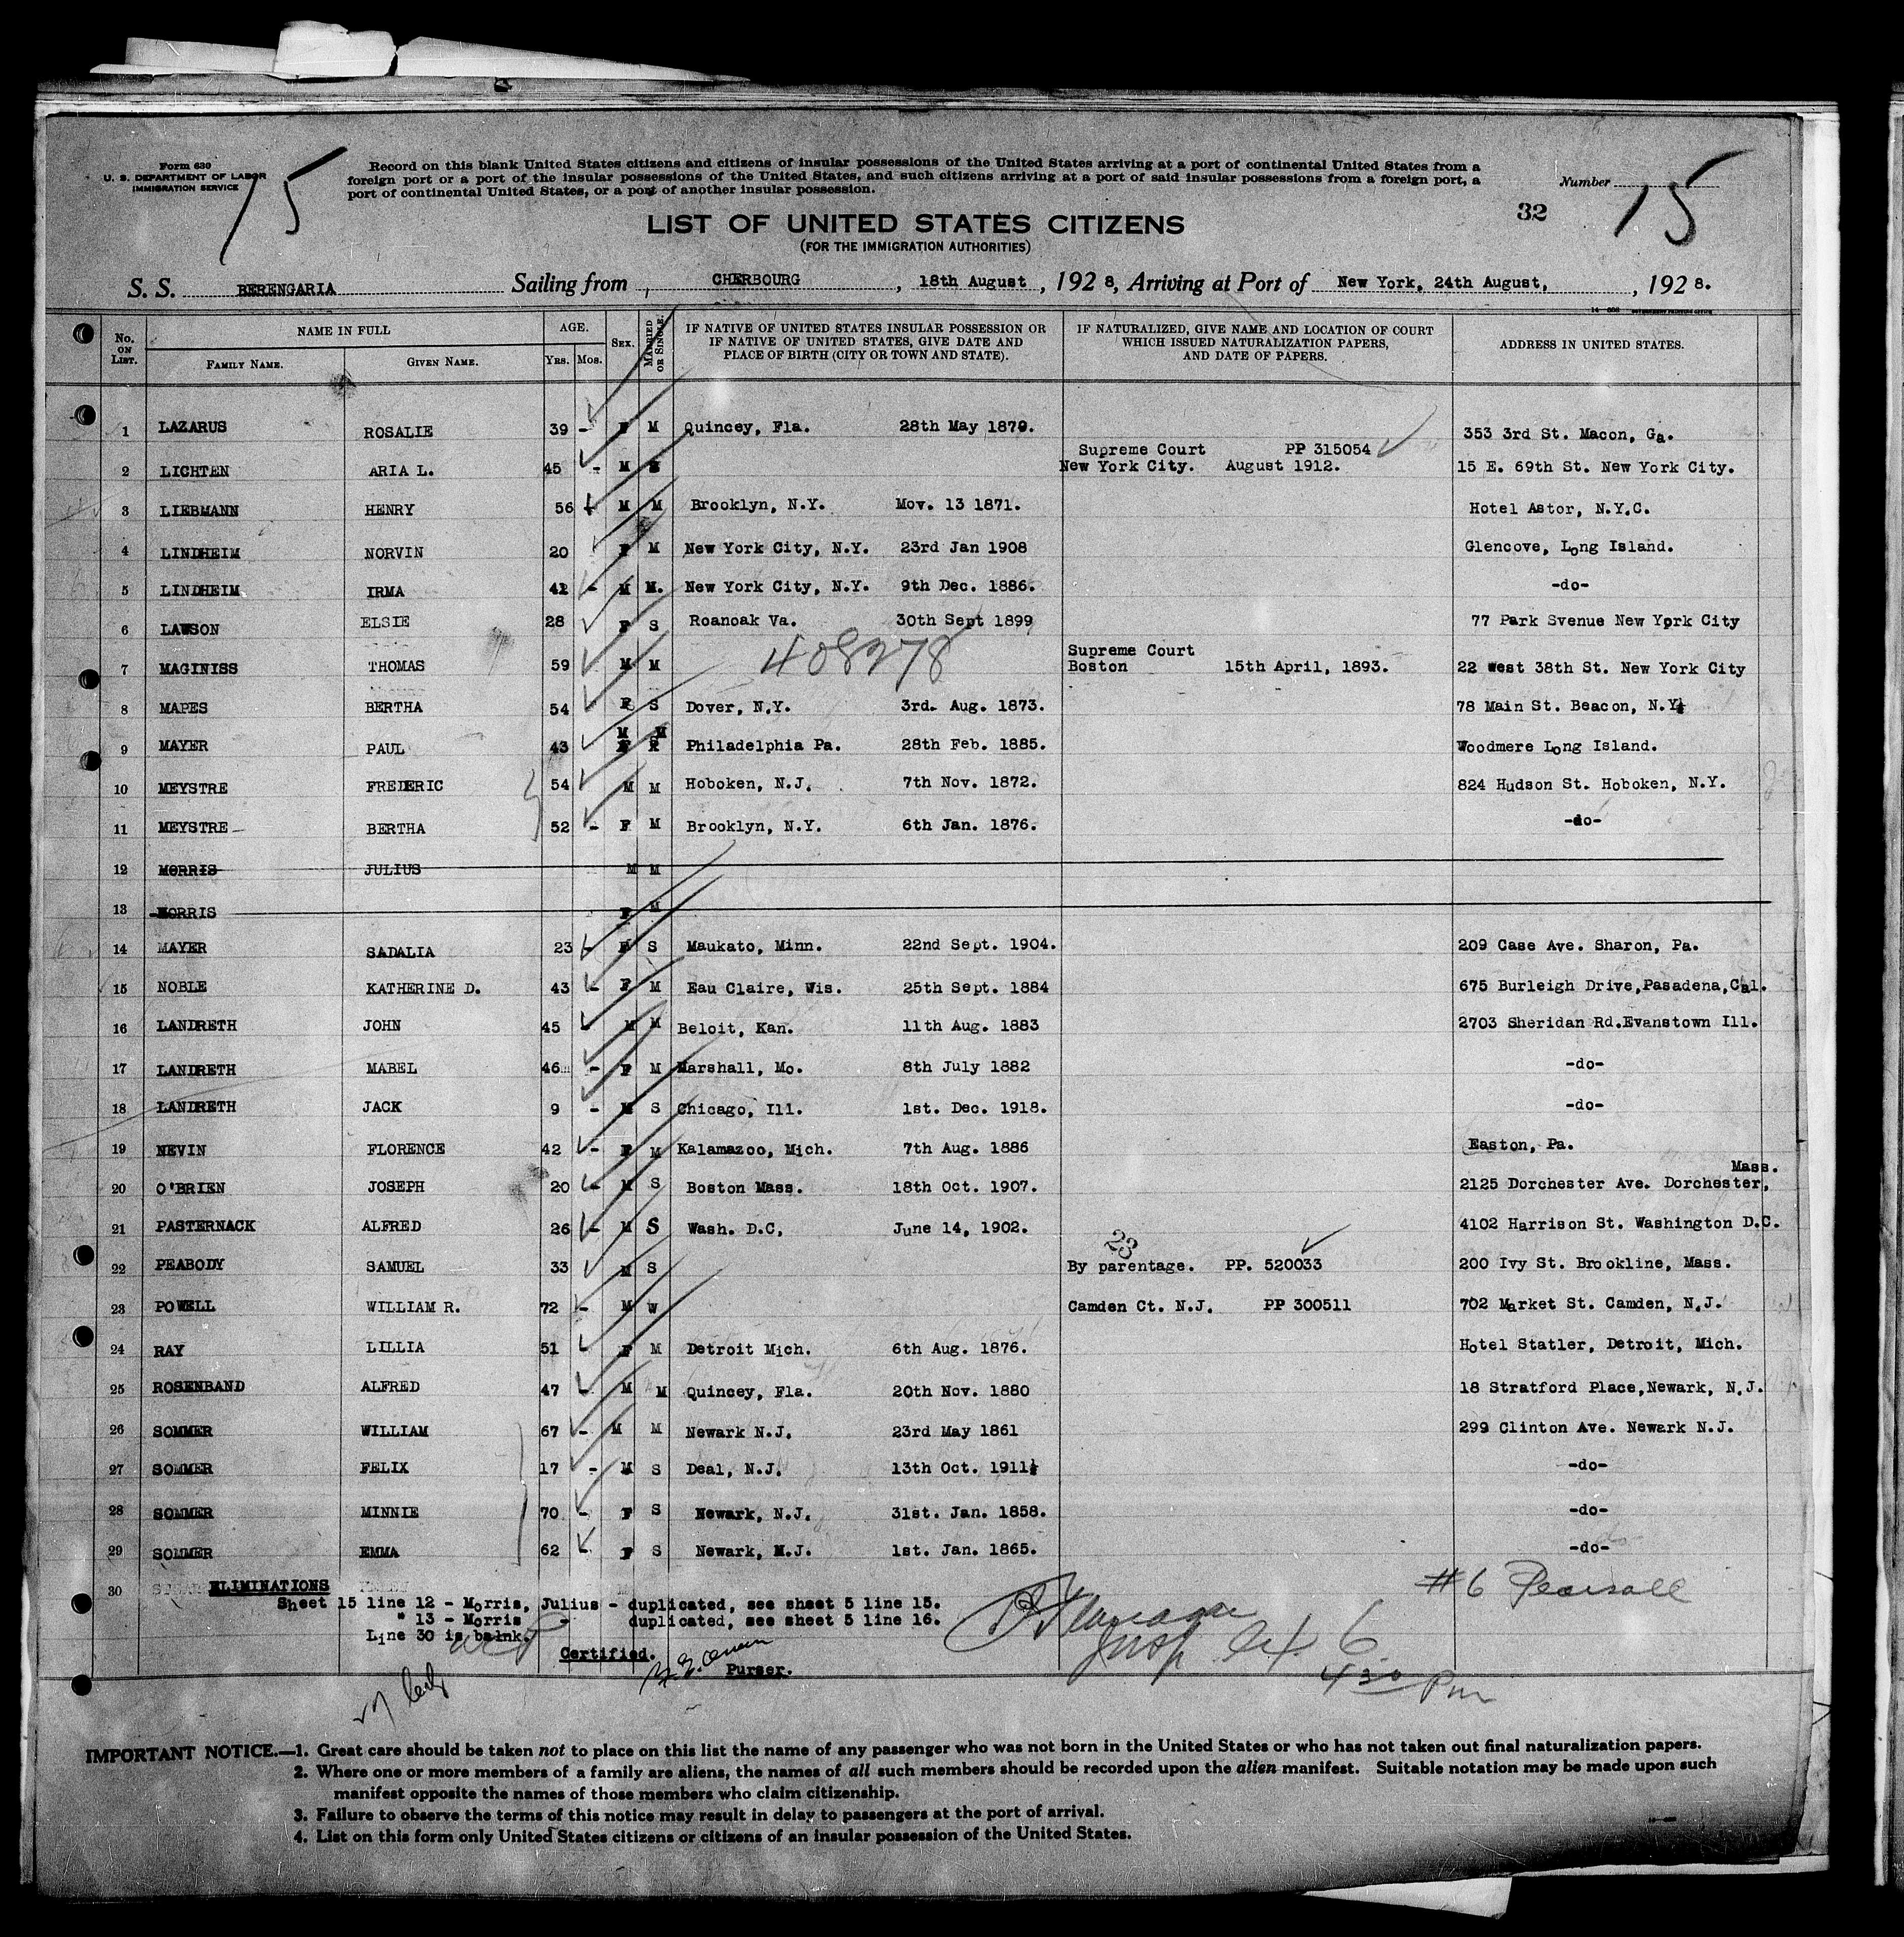 Form 630
U. S. DEPARTMENT OF LABOR
IMMIGRATION SERVICE
15
Record on this blank United States citizens and citizens of insular possessions of the United States arriving at a port of continental United States from a
foreign port or a port of the insular possessions of the United States, and such citizens arriving at a port of said insular possessions from a foreign port, a
port of continental United States, or a port of another insular possession.
Number
32
15
LIST OF UNITED STATES CITIZENS
(FOR THE IMMIGRATION AUTHORITIES)
S. S. BERENGARIA Sailing from CHERBOURG, 18th August, 1928, Arriving at Port of New York, 24th August, 1928.
No. ON LIST. NAME IN FULL FAMILY NAME. GIVEN NAME. AGE. YRS. MOS. SEX. MARRIED OR SINGLE. IF NATIVE OF UNITED STATES INSULAR POSSESSION OR IF NATIVE OF UNITED STATES, GIVE DATE AND PLACE OF BIRTH (CITY OR TOWN AND STATE). IF NATURALIZED, GIVE NAME AND LOCATION OF COURT WHICH ISSUED NATURALIZATION PAPERS, AND DATE OF PAPERS. ADDRESS IN UNITED STATES.
1 LAZARUS ROSALIE 39 - F M Quincey, Fla. 28th May 1879. 353 3rd St. Macon, Ga.
Supreme Court PP 315054
2 LICHTEN ARIA L. 45 - M S New York City. August 1912. 15 E. 69th St. New York City.
3 LIEBMANN HENRY 56 M M Brooklyn, N.Y. Mov. 13 1871. Hotel Astor, N.Y.C.
4 LINDHEIM NORVIN 20 F M New York City, N.Y. 23rd Jan 1908 Glencove, Long Island.
5 LINDHEIM IRMA 41 - M M. New York City, N.Y. 9th Dec. 1886. -do-
6 LAWSON ELSIE 28 F S Roanoak Va. 30th Sept 1899 77 Park Svenue New York City
408278
Supreme Court
7 MAGINISS THOMAS 59 M M Boston 15th April, 1893. 22 west 38th St. New York City
8 MAPES BERTHA 54 F S Dover, N.Y. 3rd. Aug. 1873. 78 Main St. Beacon, N.Y.
M M
9 MAYER PAUL 43 Philadelphia Pa. 28th Feb. 1885. Woodmere Long Island.
10 MEYSTRE FREDERIC 54 M M Hoboken, N.J. 7th Nov. 1872. 824 Hudson St. Hoboken, N.Y.
11 MEYSTRE BERTHA 52 - F M Brooklyn, N.Y. 6th Jan. 1876. -do-
12 MORRIS JULIUS M M
13 MORRIS F M
14 MAYER SADALIA 23 - F S Maukato, Minn. 22nd Sept. 1904. 209 Case Ave. Sharon, Pa.
15 NOBLE KATHERINE D. 43 - F M Eau Claire, Wis. 25th Sept. 1884 675 Burleigh Drive, Pasadena, Cal.
16 LANDRETH JOHN 45 - M M Beloit, Kan. 11th Aug. 1883 2703 Sheridan Rd. Evanstown Ill.
17 LANDRETH MABEL 46 - F M Marshall, Mo. 8th July 1882 -do-
18 LANDRETH JACK 9 - M S Chicago, Ill. 1st. Dec. 1918. -do-
19 NEVIN FLORENCE 42 - F M Kalamazoo, Mich. 7th Aug. 1886 Easton, Pa.
Mass.
20 O'BRIEN JOSEPH 20 - M S Boston Mass. 18th Oct. 1907. 2125 Dorchester Ave. Dorchester,
21 PASTERNACK ALFRED 26 - M S Wash. D.C. June 14, 1902. 4102 Harrison St. Washington D.C.
23
22 PEABODY SAMUEL 33 M S By parentage. PP. 520033 200 Ivy St. Brookline, Mass.
23 POWELL WILLIAM R. 72 - M W Camden Ct. N.J. PP 300511 702 Market St. Camden, N.J.
24 RAY LILLIA 51 F M Detroit Mich. 6th Aug. 1876. Hotel Statler, Detroit, Mich.
25 ROSENBAND ALFRED 47 - M M Quincey, Fla. 20th Nov. 1880 18 Stratford Place, Newark, N.J.
26 SOMMER WILLIAM 67 - M M Newark N.J. 23rd May 1861 299 Clinton Ave. Newark N.J.
27 SOMMER FELIX 17 - M S Deal, N.J. 13th Oct. 1911. -do-
28 SOMMER MINNIE 70 - F S Newark, N.J. 31st. Jan. 1858. -do-
29 SOMMER EMMA 62 - F S Newark, M.J. 1st. Jan. 1865. -do-
30 ELIMINATIONS
#6 Pearsall
Sheet 15 line 12 - Morris, Julius - duplicated, see sheet 5 line 15.
" 13 - Morris - duplicated, see sheet 5 line 16.
Line 30 is balnk.
Insp. 6
4 30 Pm
Certified.
Purser.
IMPORTANT NOTICE.—1. Great care should be taken not to place on this list the name of any passenger who was not born in the United States or who has not taken out final naturalization papers.
2. Where one or more members of a family are aliens, the names of all such members should be recorded upon the alien manifest. Suitable notation may be made upon such
manifest opposite the names of those members who claim citizenship.
3. Failure to observe the terms of this notice may result in delay to passengers at the port of arrival.
4. List on this form only United States citizens or citizens of an insular possession of the United States.